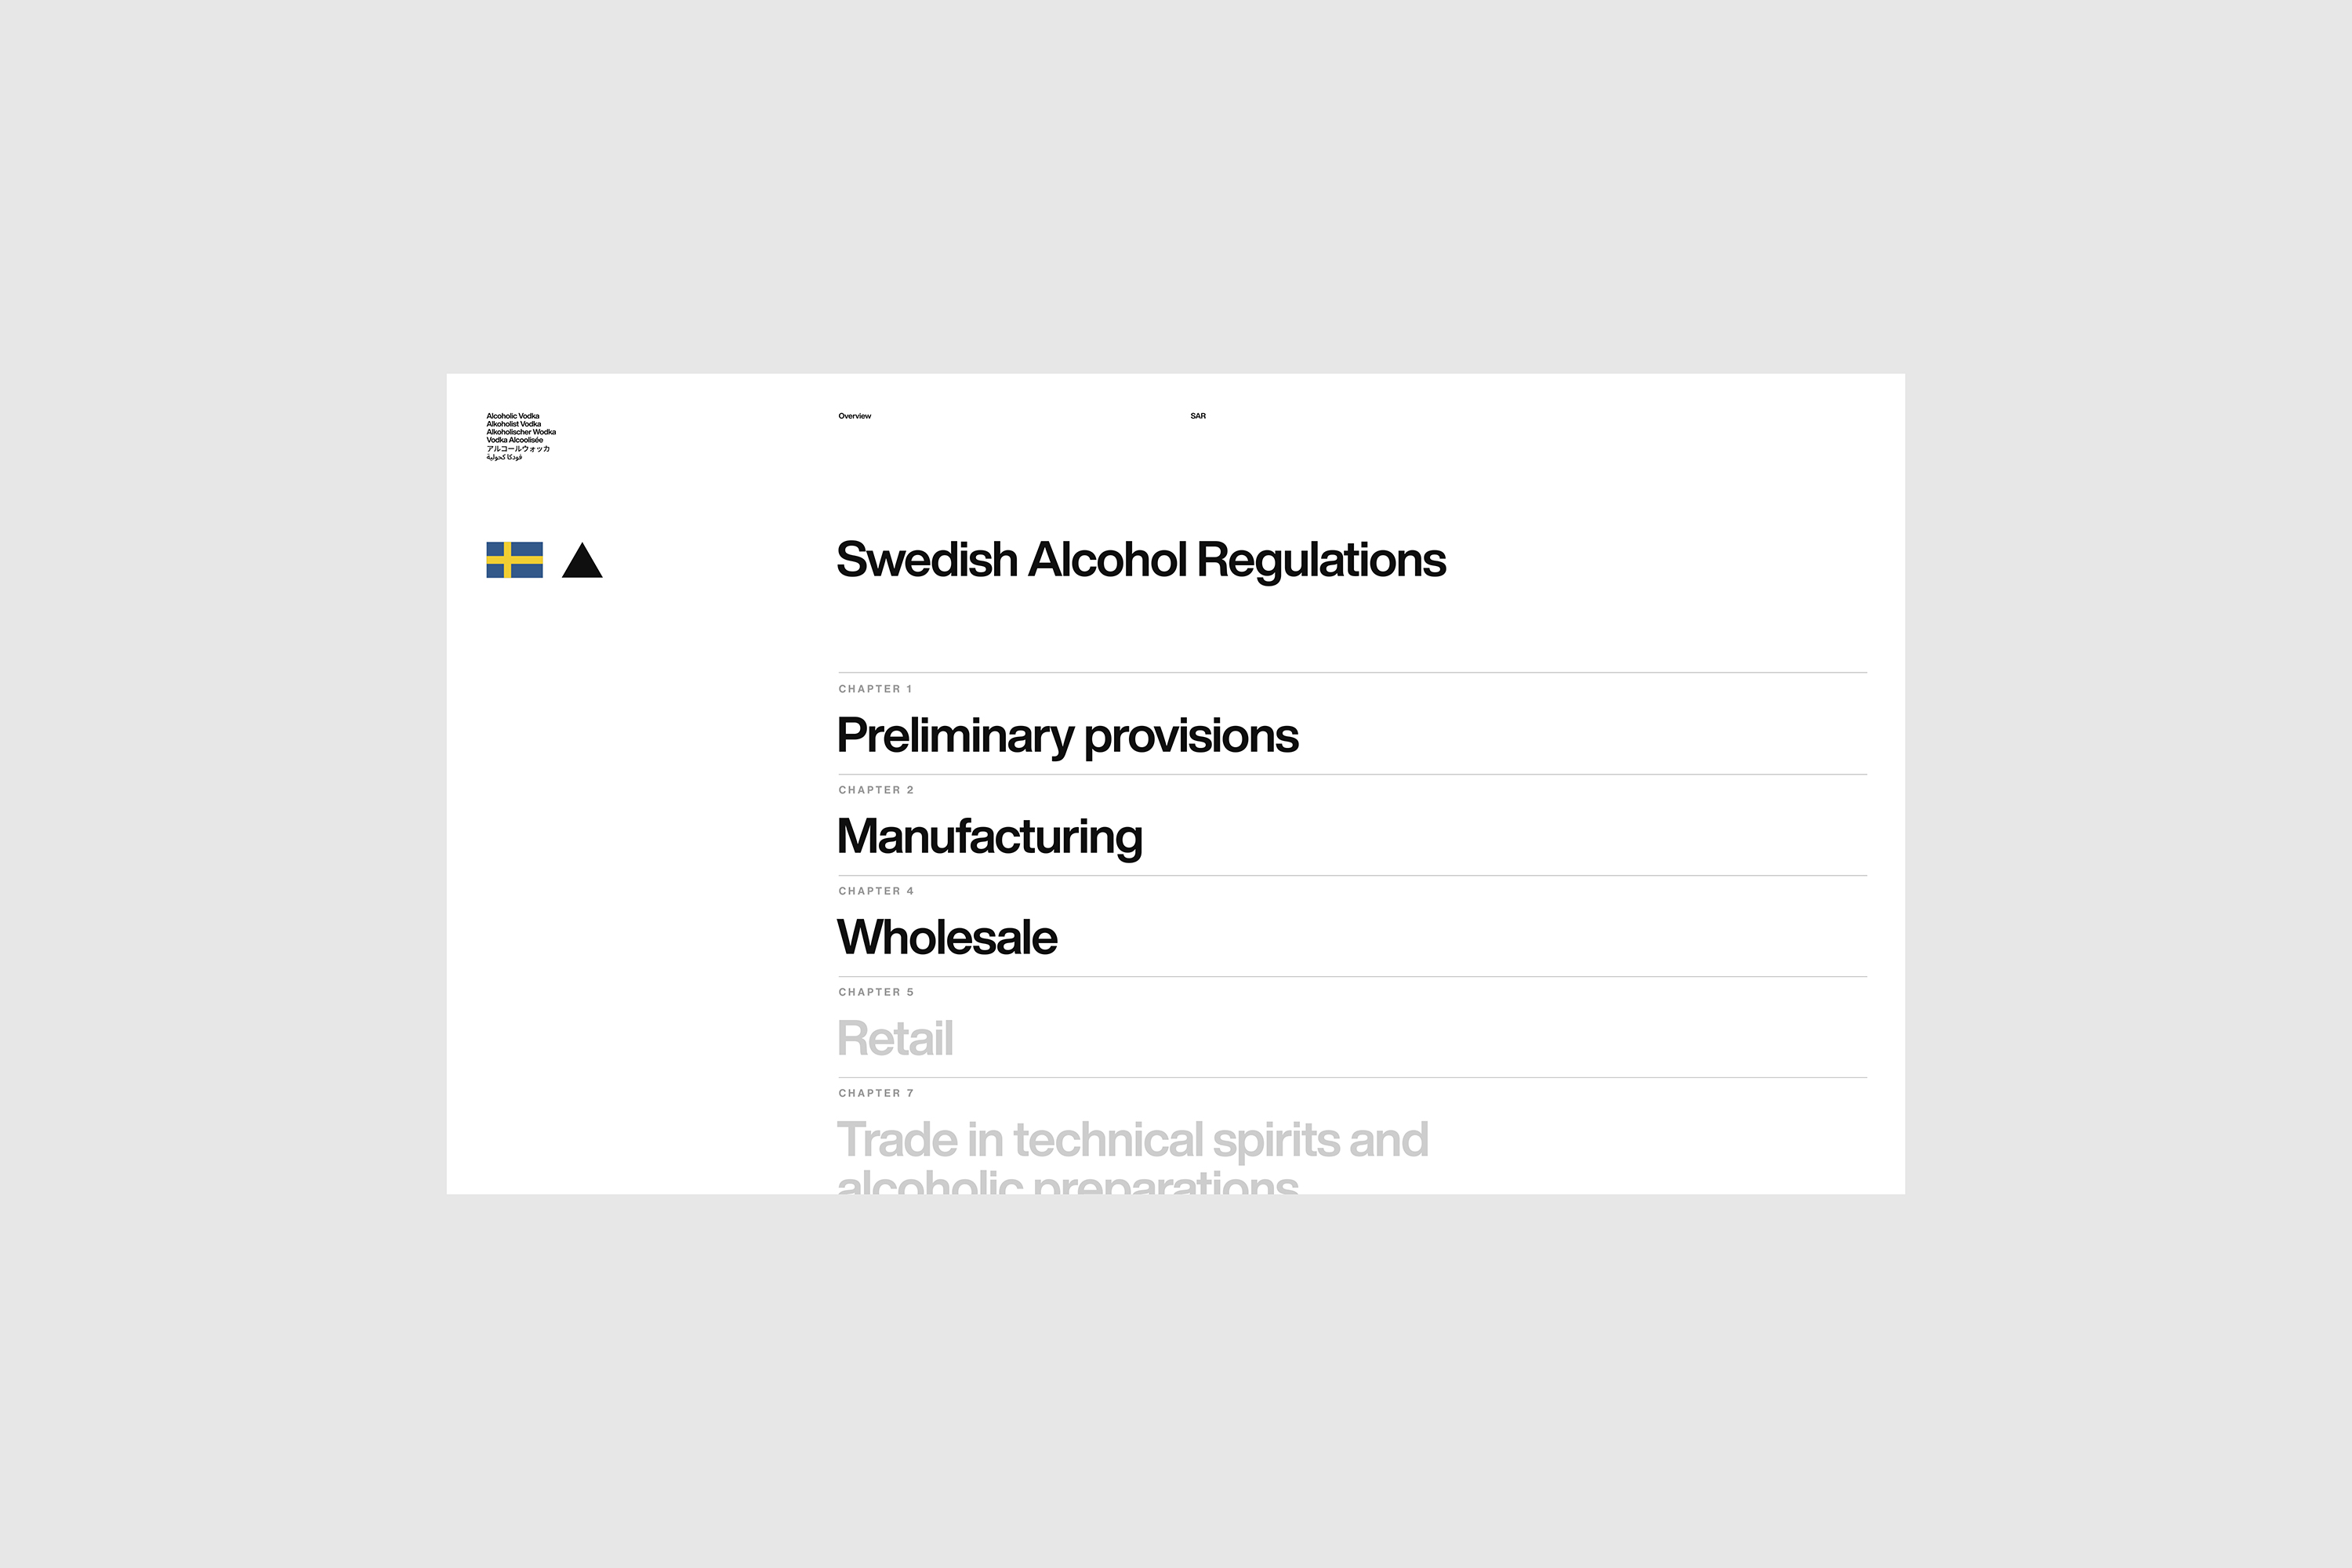 Alcoholic Vodka
Alkoholist Vodka
Alkoholischer Wodka
Vodka Alcoolisée
アルコールウォッカ
فودكا كحولية
Overview
SAR
Swedish Alcohol Regulations
CHAPTER 1
Preliminary provisions
CHAPTER 2
Manufacturing
CHAPTER 4
Wholesale
CHAPTER 5
Retail
CHAPTER 7
Trade in technical spirits and
alcoholic preparations